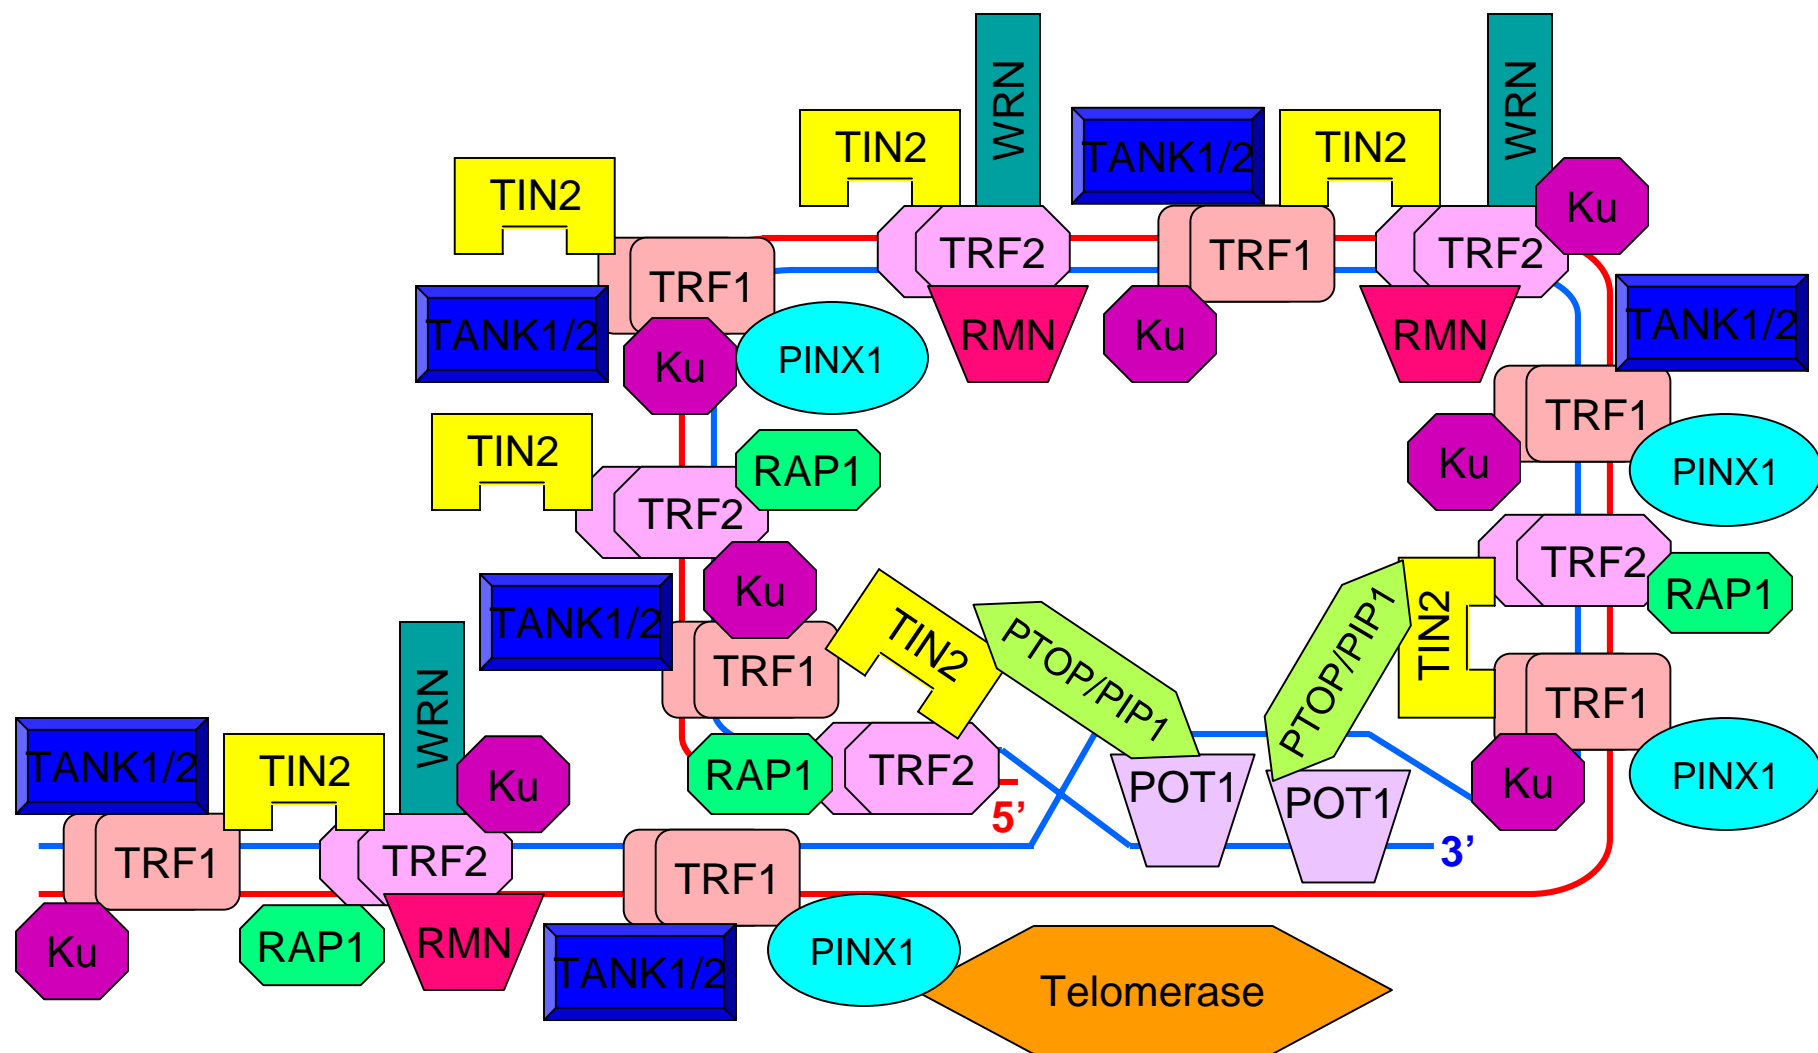 WRN
WRN
TIN2
TANK1/2
TIN2
TIN2
Ku
TRF2
TRF1
TRF2
TRF1
TANK1/2
TANK1/2
RMN
Ku
RMN
Ku
PINX1
TRF1
TIN2
RAP1
Ku
PINX1
TRF2
TRF2
RAP1
Ku
TANK1/2
TIN2
PTOP/PIP1
PTOP/PIP1
TIN2
TRF1
TRF1
WRN
TANK1/2
TIN2
Ku
RAP1
TRF2
POT1
POT1
Ku
PINX1
5’
3’
TRF1
TRF2
TRF1
Ku
RAP1
RMN
TANK1/2
PINX1
Telomerase